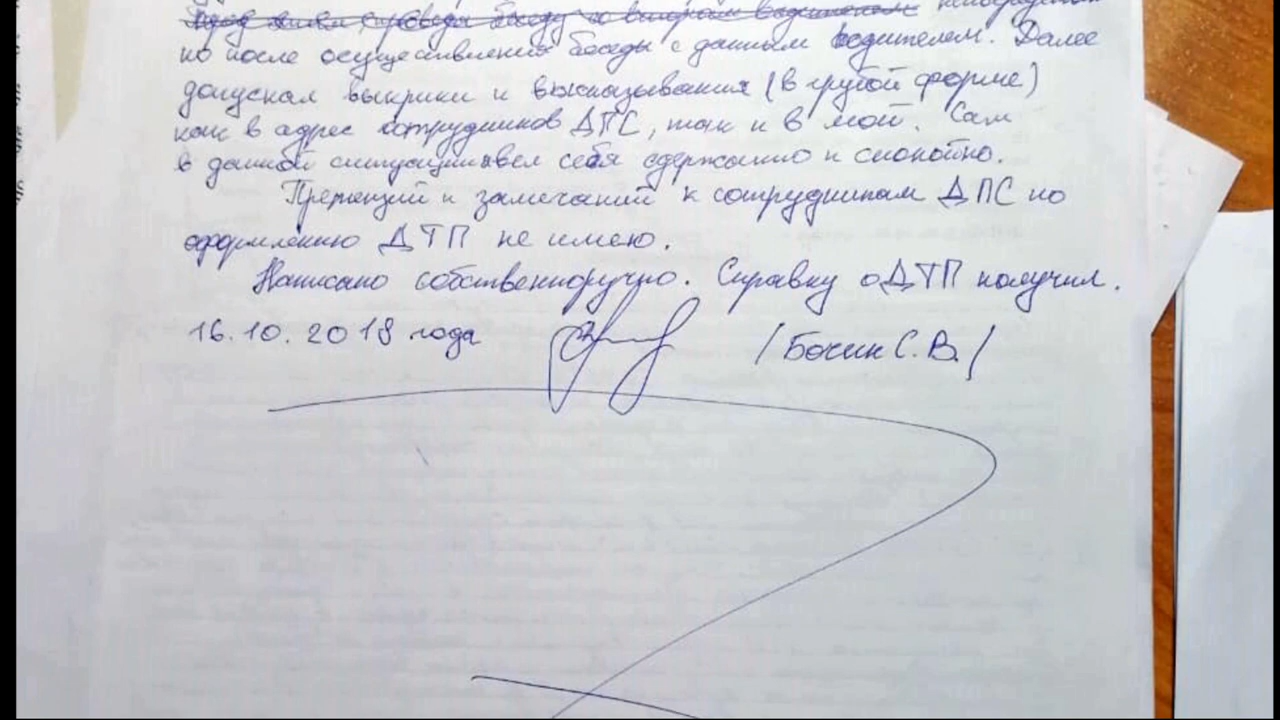 но после осуществления беседы с данным водителем. Далее
допускал выкрики и высказывания (в грубой форме)
как в адрес сотрудников ДПС, так и в мой. Сам
в данной ситуации вел себя сдержанно и спокойно.
Претензий и замечаний к сотрудникам ДПС по
оформлению ДТП не имею.
Написано собственноручно. Справку о ДТП получил.
16.10.2018 года /Бочин С.В./